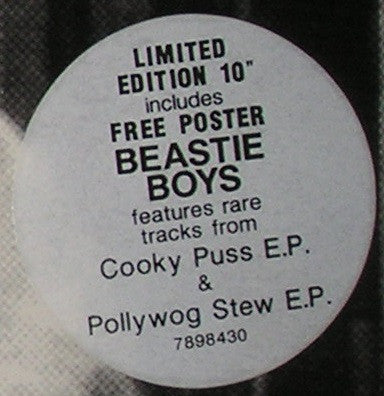 LIMITED
EDITION 10"
includes
FREE POSTER
BEASTIE
BOYS
features rare
tracks from
Cooky Puss E.P.
&
Pollywog Stew E.P.
7898430